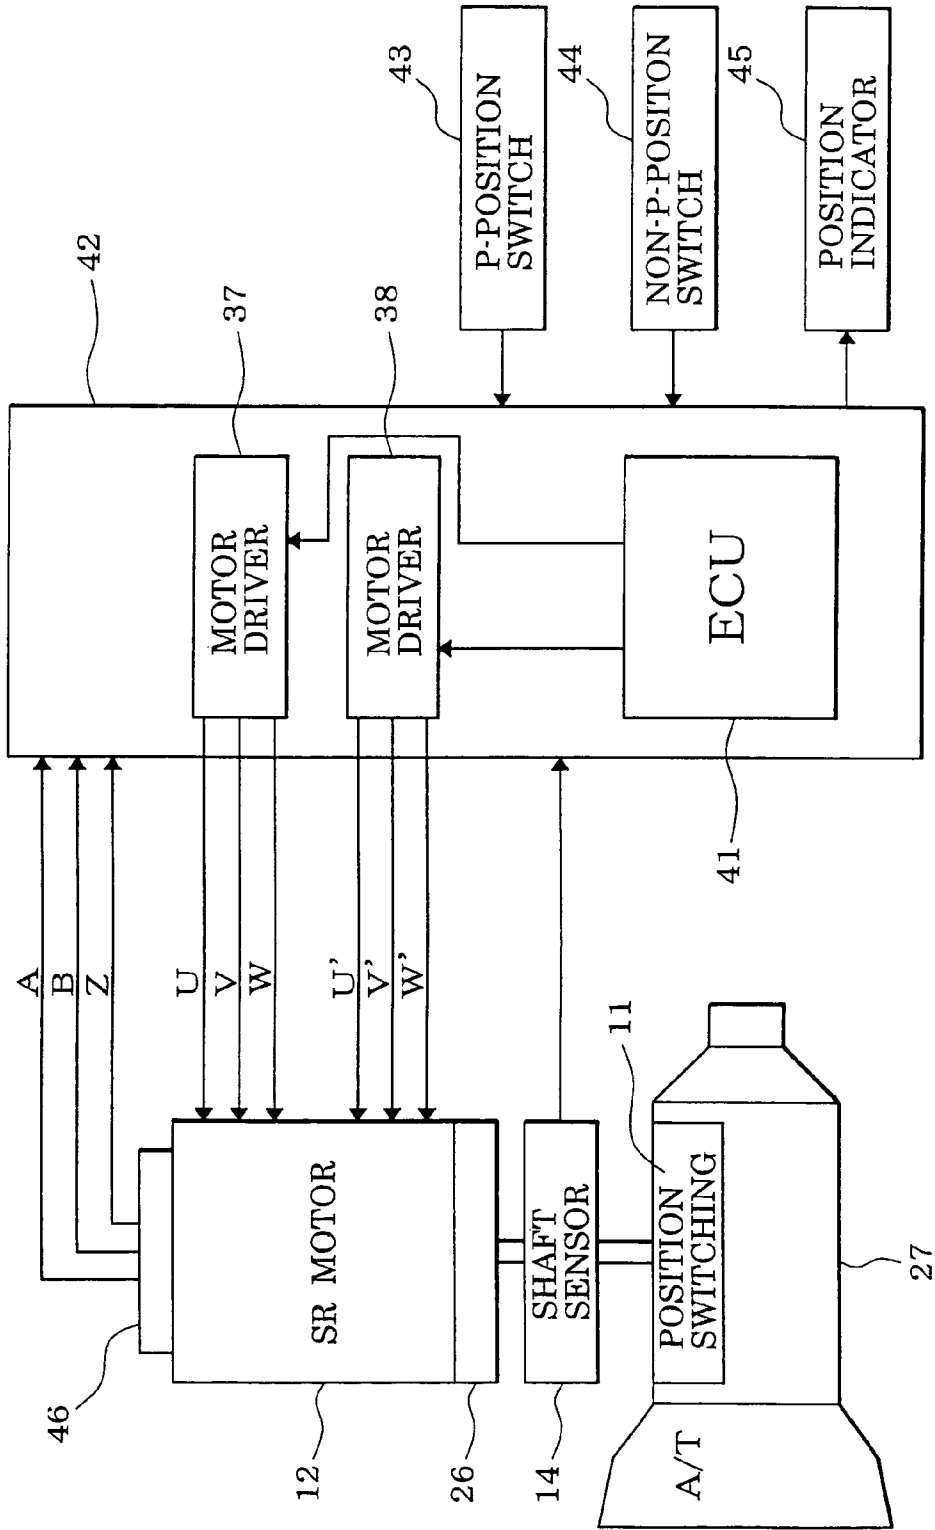 46
12
26
14
A/T
27
SR MOTOR
SHAFT
SENSOR
POSITION
SWITCHING
11
A
B
Z
U
V
W
U'
V'
W'
41
MOTOR
DRIVER
MOTOR
DRIVER
ECU
42
37
38
P-POSITION
SWITCH
NON-P-POSITON
SWITCH
POSITION
INDICATOR
43
44
45